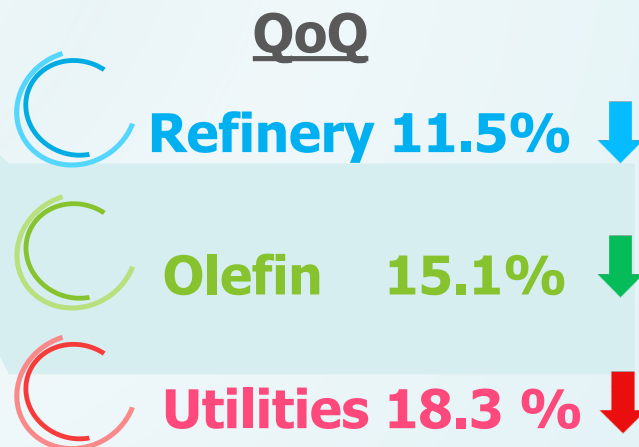 QoQ
Refinery 11.5%
Olefin 15.1%
Utilities 18.3 %